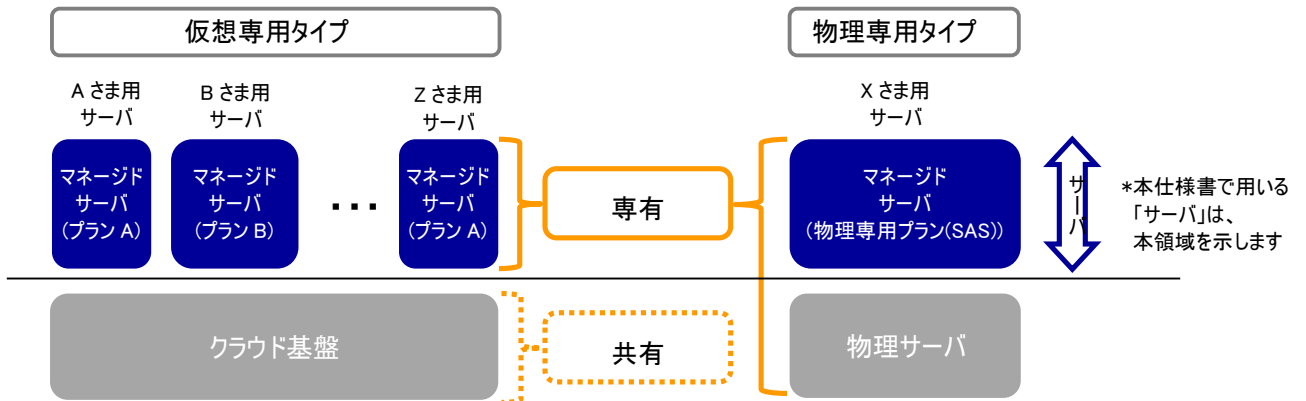 仮想専用タイプ
物理専用タイプ
A さま用
サーバ
B さま用
サーバ
Z さま用
サーバ
X さま用
サーバ
マネージド
サーバ
(プラン A)
マネージド
サーバ
(プラン B)
・・・
マネージド
サーバ
(プラン A)
専有
マネージド
サーバ
(物理専用プラン(SAS))
サーバ
*本仕様書で用いる
「サーバ」は、
本領域を示します
クラウド基盤
共有
物理サーバ